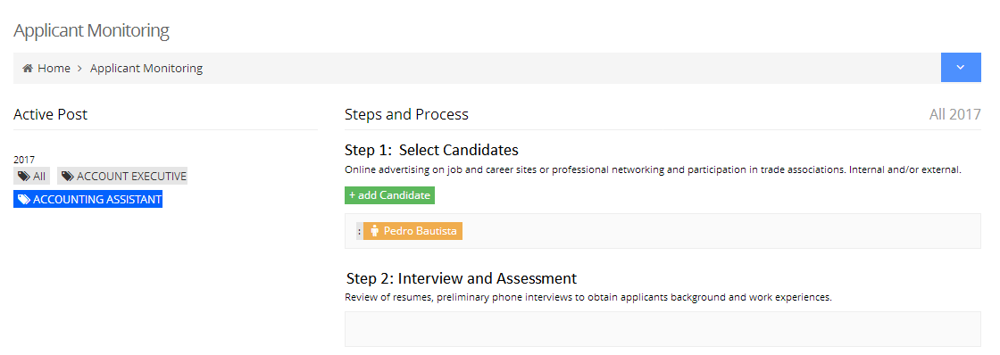 Applicant Monitoring
Home > Applicant Monitoring
Active Post
2017
All ACCOUNT EXECUTIVE
ACCOUNTING ASSISTANT
Steps and Process All 2017
Step 1: Select Candidates
Online advertising on job and career sites or professional networking and participation in trade associations. Internal and/or external.
+ add Candidate
: Pedro Bautista
Step 2: Interview and Assessment
Review of resumes, preliminary phone interviews to obtain applicants background and work experiences.